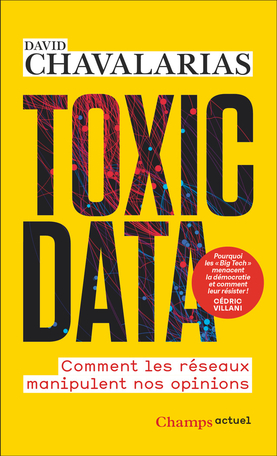 DAVID
CHAVALARIAS
TOXIC
DATA
Pourquoi
les « Big Tech »
menacent
la démocratie
et comment
leur résister !
CÉDRIC
VILLANI
Comment les réseaux
manipulent nos opinions
Champs actuel